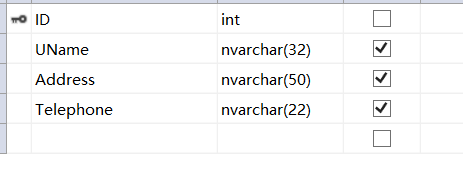 ID int
UName nvarchar(32)
Address nvarchar(50)
Telephone nvarchar(22)